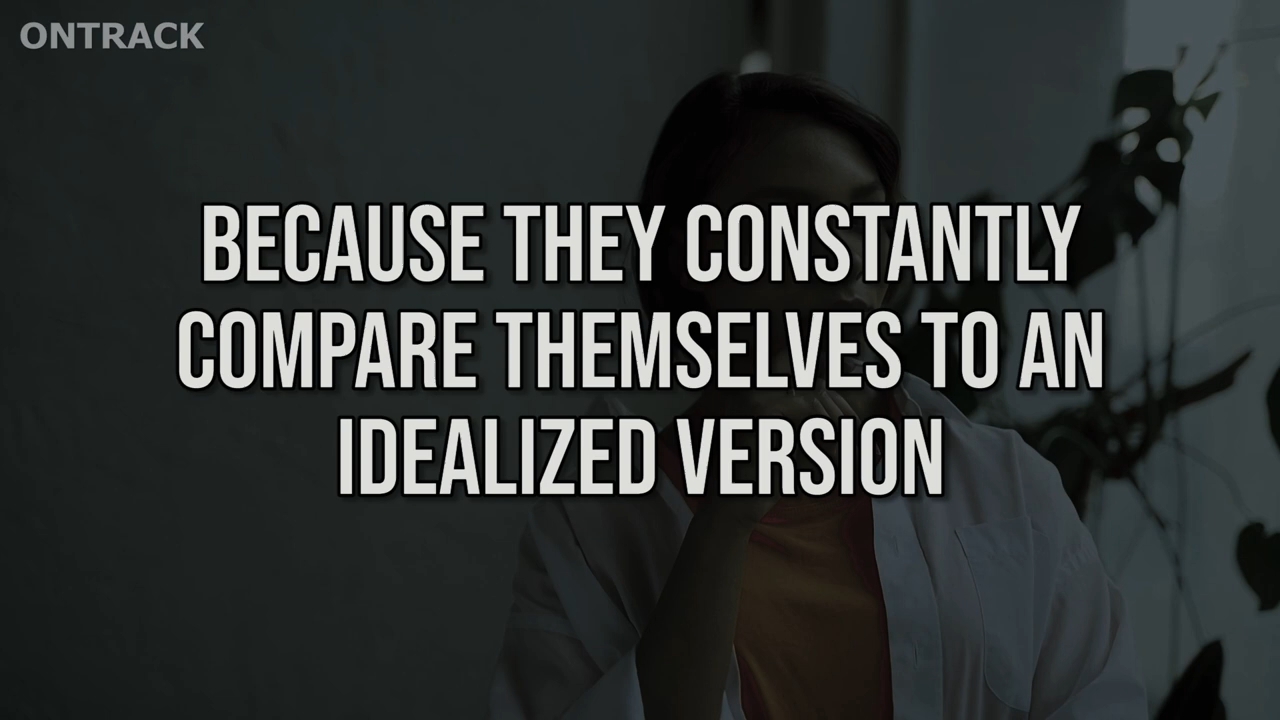 ONTRACK
BECAUSE THEY CONSTANTLY
COMPARE THEMSELVES TO AN
IDEALIZED VERSION